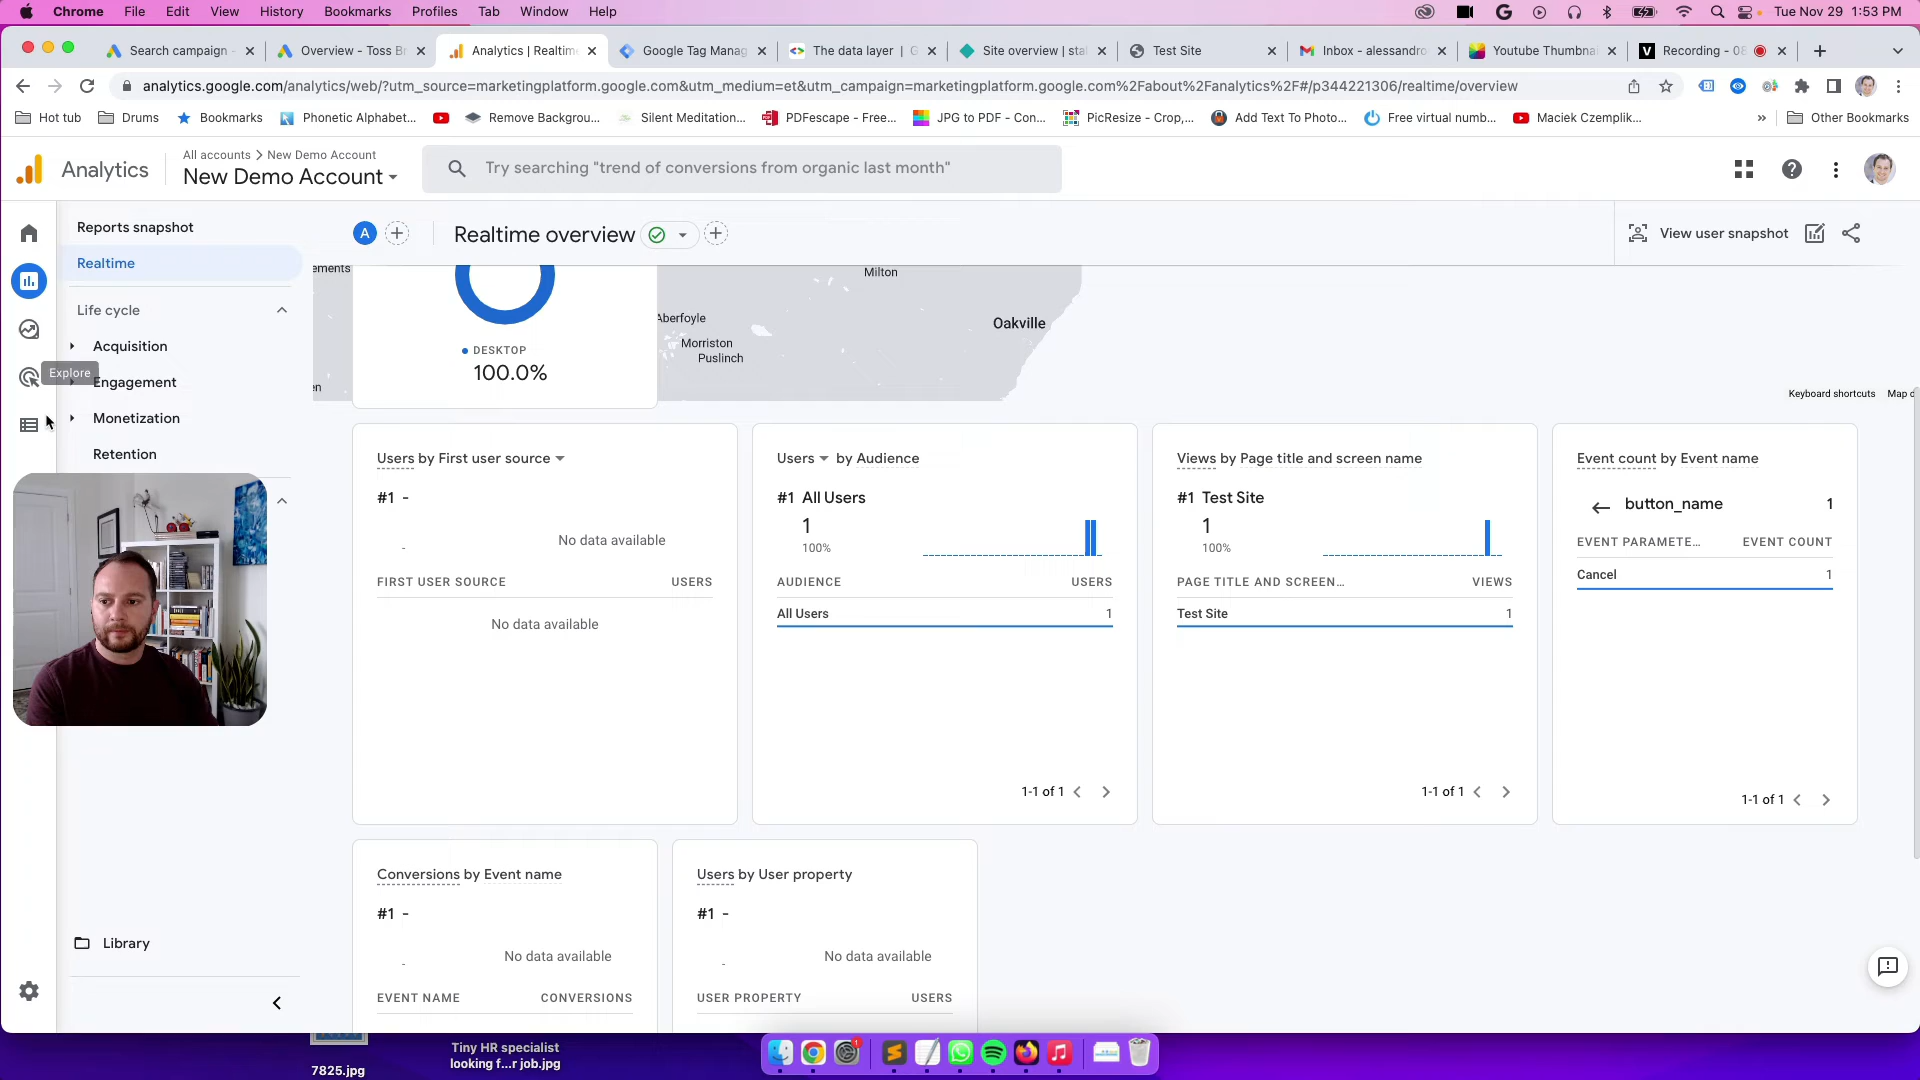 Chrome File Edit View History Bookmarks Profiles Tab Window Help Tue Nov 29 1:53 PM
Search campaign Overview - Toss Analytics | Realtime Google Tag Manag The data layer | Site overview | Test Site Inbox - alessandro Youtube Thumbnai Recording -
analytics.google.com/analytics/web/?utm_source=marketingplatform.google.com&utm_medium=et&utm_campaign=marketingplatform.google.com%2Fabout%2Fanalytics%2F#/p344221306/realtime/overview
Hot tub Drums Bookmarks Phonetic Alphabet... Remove Backgrou... Silent Meditation... PDFescape - Free... JPG to PDF - Con... PicResize - Crop,... Add Text To Photo... Free virtual numb... Maciek Czemplik... » Other Bookmarks
Analytics
All accounts > New Demo Account
New Demo Account
Try searching "trend of conversions from organic last month"
Reports snapshot
Realtime
Life cycle
Acquisition
Explore
Engagement
Monetization
Retention
Library
A
Realtime overview
View user snapshot
DESKTOP
100.0%
Milton
Aberfoyle
Oakville
Morriston
Puslinch
Keyboard shortcuts
Users by First user source
#1 -
-
No data available
FIRST USER SOURCE USERS
No data available
Users by Audience
#1 All Users
1
100%
AUDIENCE USERS
All Users 1
1-1 of 1
Views by Page title and screen name
#1 Test Site
1
100%
PAGE TITLE AND SCREEN... VIEWS
Test Site 1
1-1 of 1
Event count by Event name
button_name 1
EVENT PARAMETE... EVENT COUNT
Cancel 1
1-1 of 1
Conversions by Event name
#1 -
-
No data available
EVENT NAME CONVERSIONS
Users by User property
#1 -
-
No data available
USER PROPERTY USERS
7825.jpg
Tiny HR specialist
looking f...r job.jpg